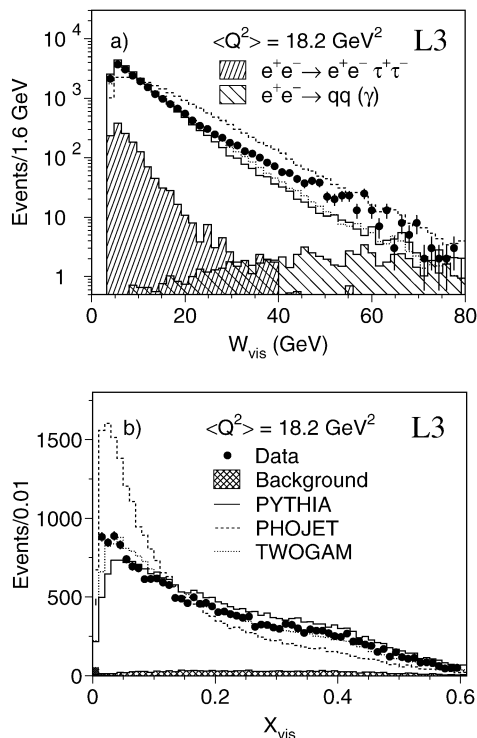 a)
<Q²> = 18.2 GeV²
L3
e⁺e⁻→ e⁺e⁻ τ⁺τ⁻
e⁺e⁻→ qq (γ)
Events/1.6 GeV
10⁴
10³
10²
10
1
0 20 40 60 80
W_vis (GeV)
b)
<Q²> = 18.2 GeV²
L3
Data
Background
PYTHIA
PHOJET
TWOGAM
Events/0.01
1500
1000
500
0
0 0.2 0.4 0.6
X_vis